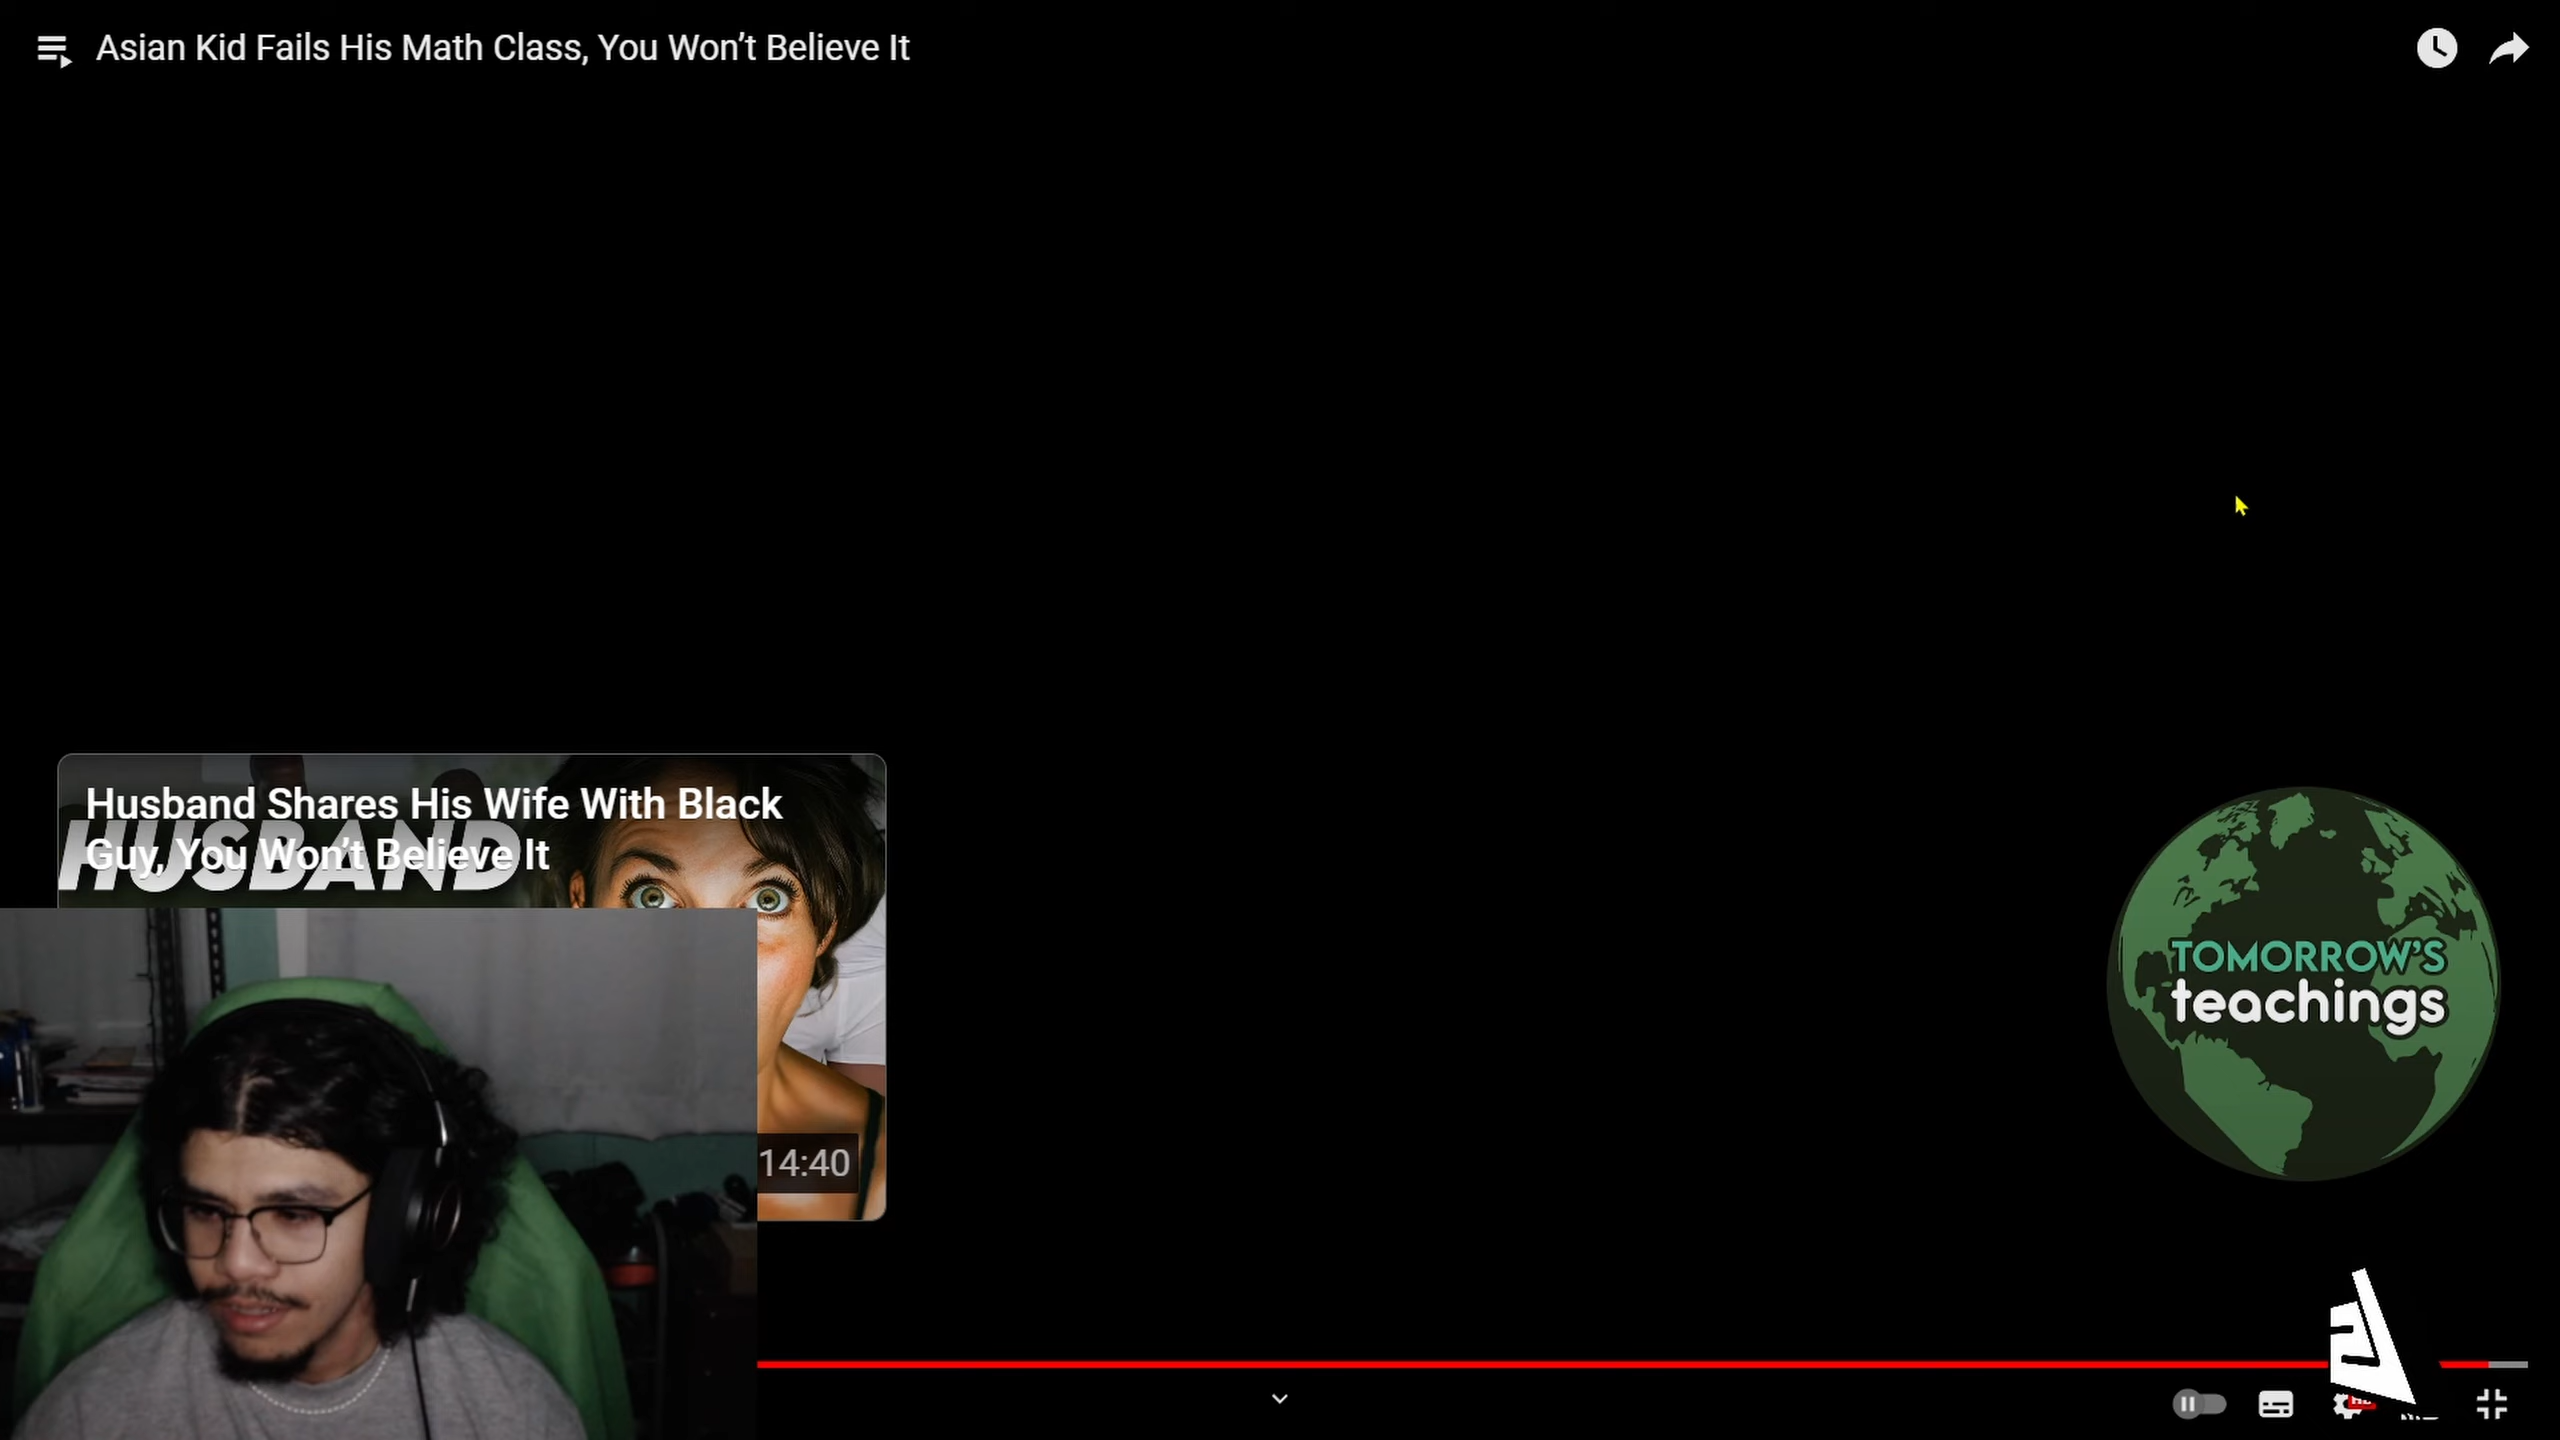 Asian Kid Fails His Math Class, You Won’t Believe It
Husband Shares His Wife With Black
Guy, You Won't Believe It
HUSBAND
14:40
TOMORROW'S
teachings